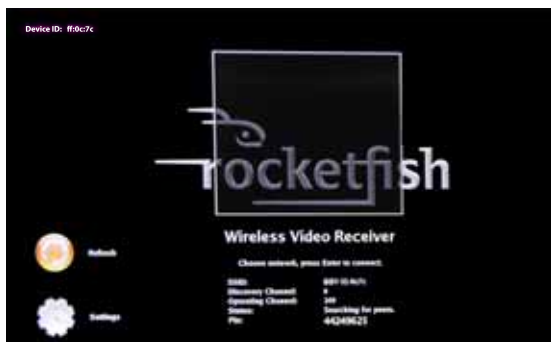 Device ID: ff:0c:7c
rocketfish
Wireless Video Receiver
Choose network, press Enter to connect.
Refresh
SSID:
Discovery Channel:
Operating Channel:
Status: Searching for peers.
Settings
Pin: 44249625